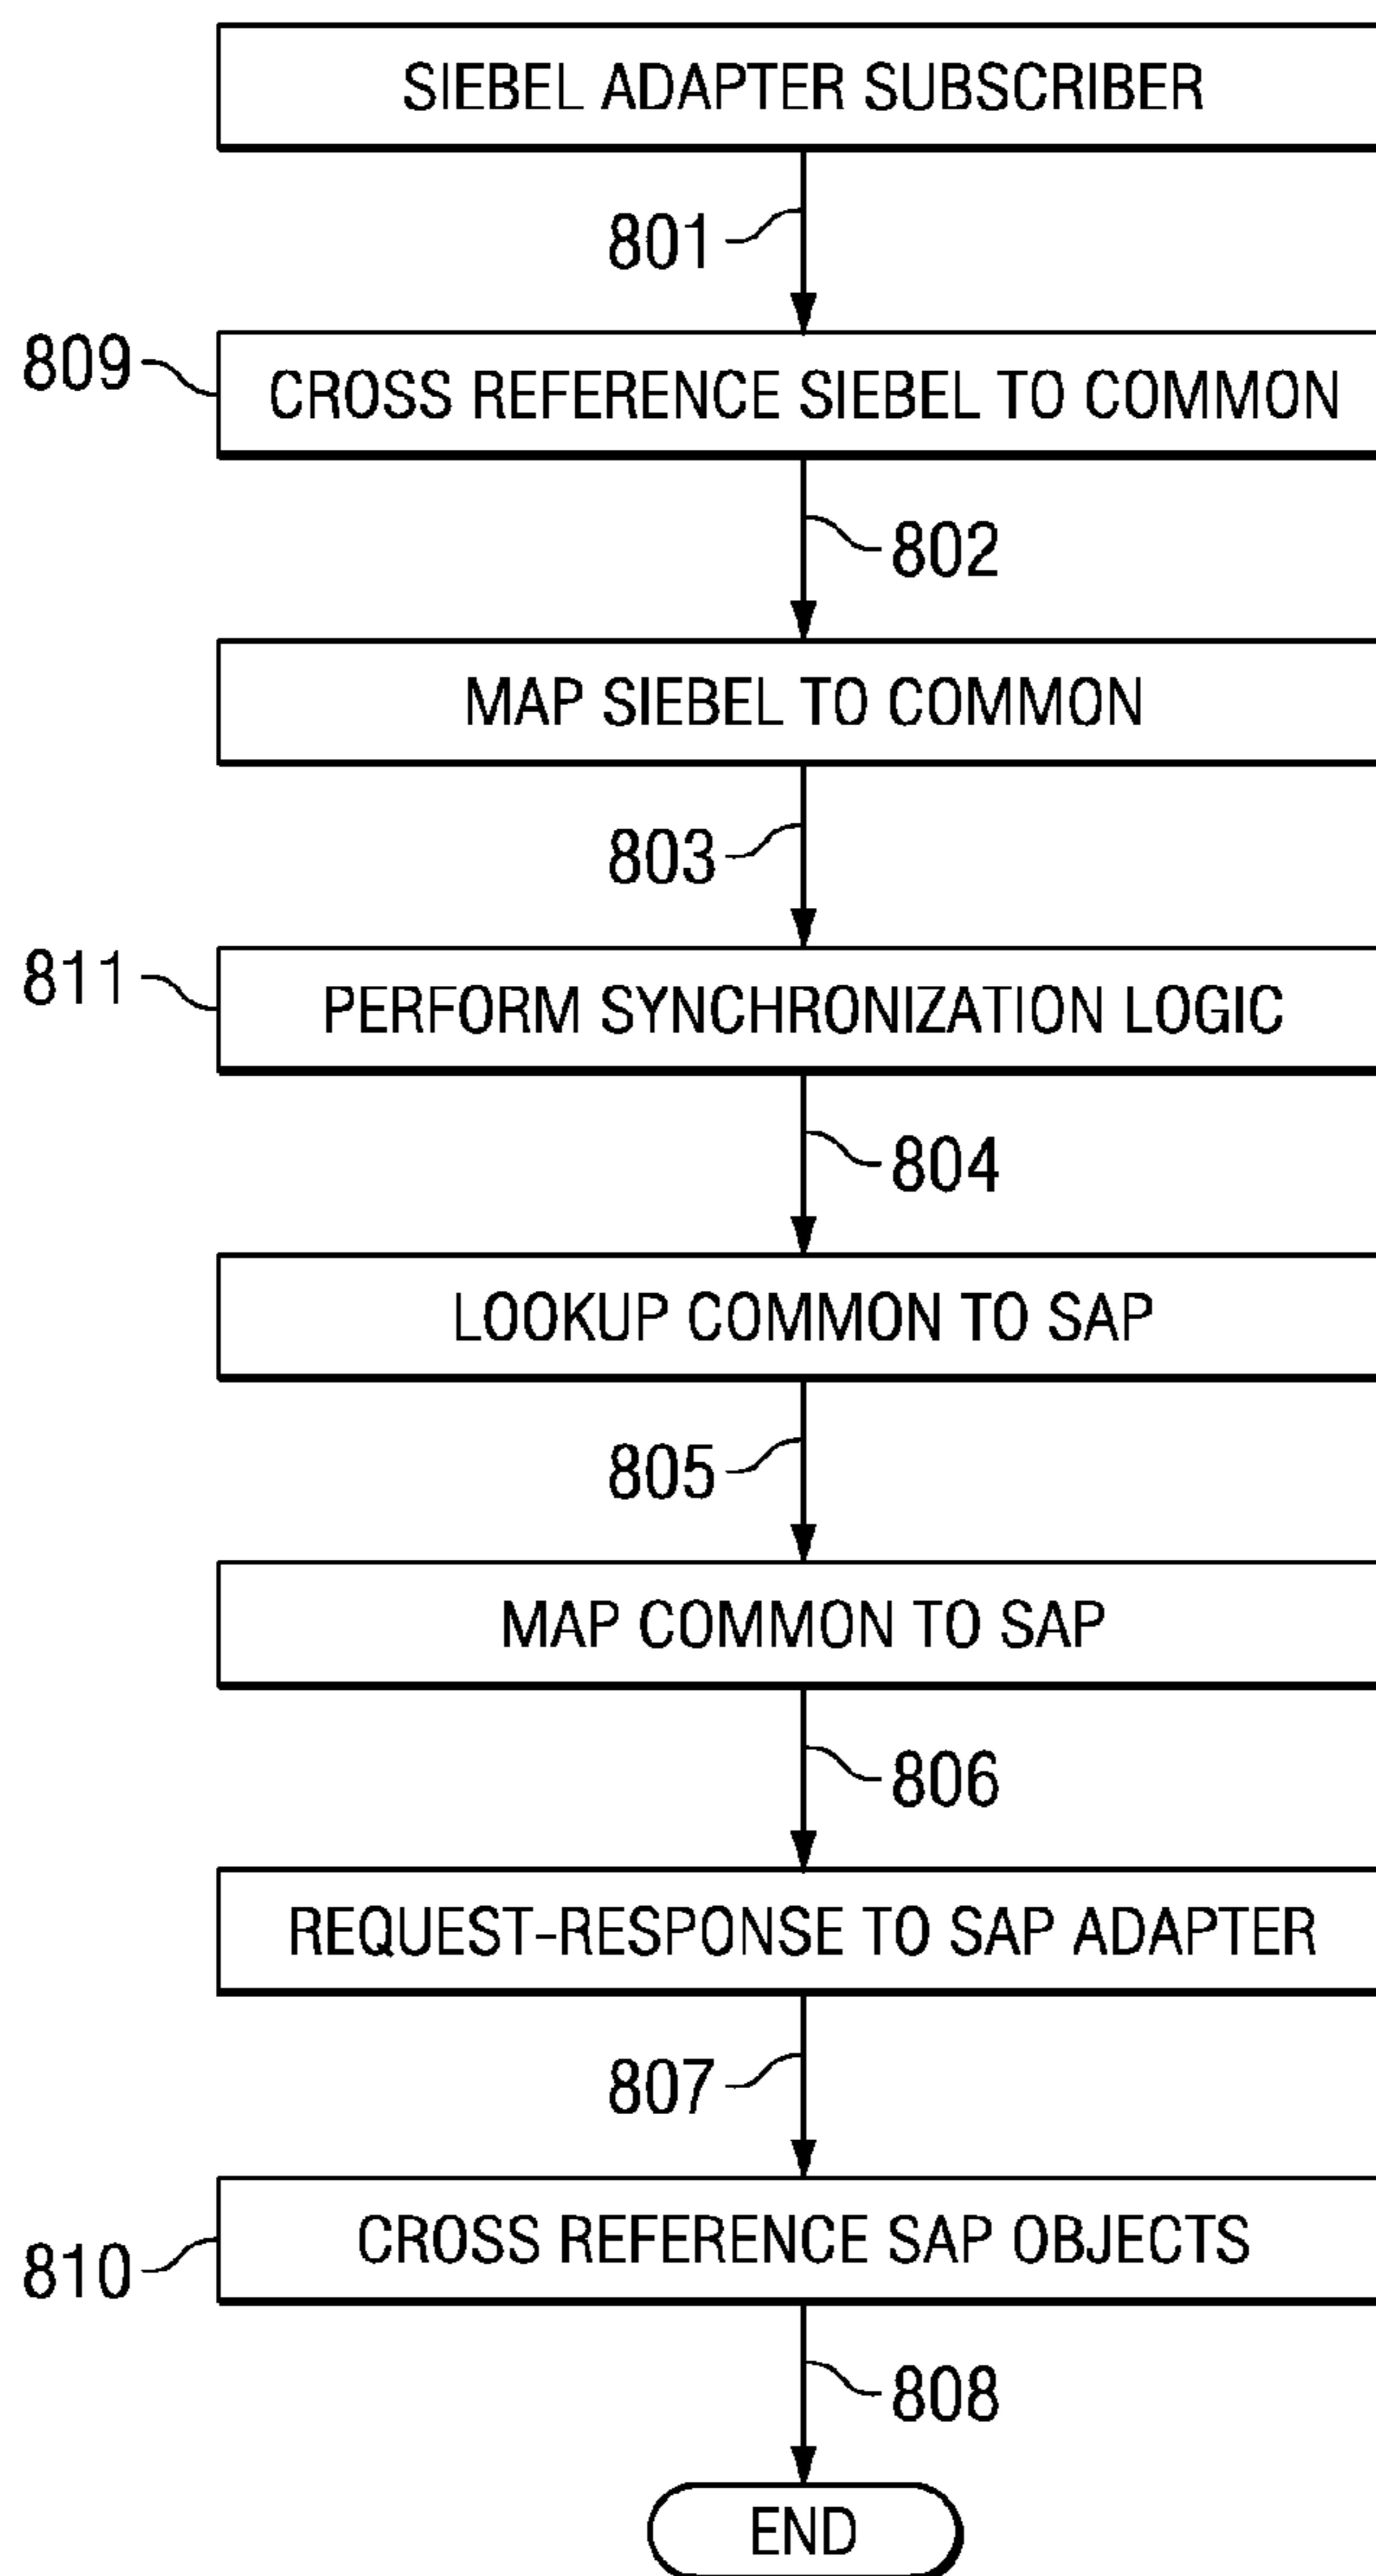 SIEBEL ADAPTER SUBSCRIBER
801
809
CROSS REFERENCE SIEBEL TO COMMON
802
MAP SIEBEL TO COMMON
803
811
PERFORM SYNCHRONIZATION LOGIC
804
LOOKUP COMMON TO SAP
805
MAP COMMON TO SAP
806
REQUEST-RESPONSE TO SAP ADAPTER
807
810
CROSS REFERENCE SAP OBJECTS
808
END